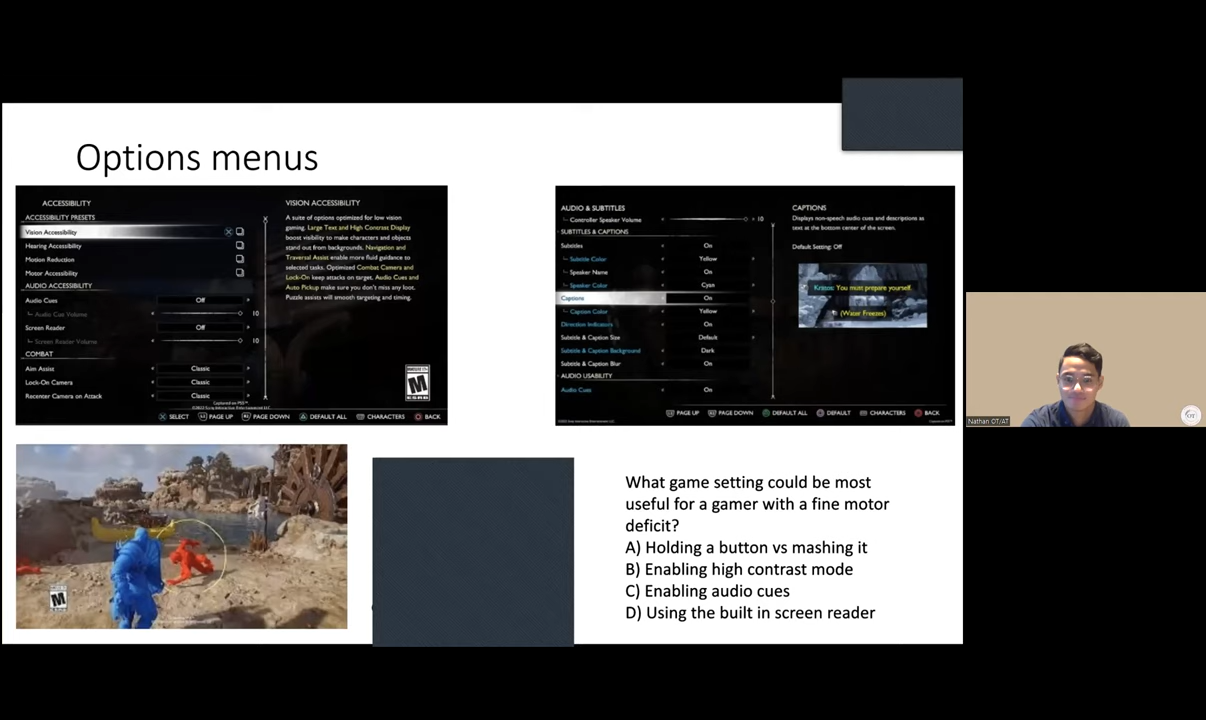 Options menus
ACCESSIBILITY
ACCESSIBILITY PRESETS
Vision Accessibility
Hearing Accessibility
Motion Reduction
Motor Accessibility
AUDIO ACCESSIBILITY
Audio Cues Off
Audio Cue Volume 10
Screen Reader Off
Screen Reader Volume 10
COMBAT
Aim Assist Classic
Lock-On Camera Classic
Recenter Camera on Attack Classic
VISION ACCESSIBILITY
A suite of options optimized for low vision
gaming. Large Text and High Contrast Display
boost visibility to make characters and objects
stand out from backgrounds. Navigation and
Traversal Assist enable more fluid guidance to
selected tasks. Optimized Combat Camera and
Lock-On keep attacks on target. Audio Cues and
Auto Pickup make sure you don't miss any loot.
Puzzle assists will smooth targeting and timing.
M
SELECT PAGE UP PAGE DOWN DEFAULT ALL CHARACTERS BACK
AUDIO & SUBTITLES
Controller Speaker Volume 10
SUBTITLES & CAPTIONS
Subtitles On
Subtitle Color Yellow
Speaker Name On
Speaker Color Cyan
Captions On
Caption Color Yellow
Direction Indicators On
Subtitle & Caption Size Default
Subtitle & Caption Background Dark
Subtitle & Caption Blur On
AUDIO USABILITY
Audio Cues On
CAPTIONS
Displays non-speech audio cues and descriptions as
text at the bottom center of the screen.
Default Setting: Off
Kratos: You must prepare yourself.
(Water Freezes)
PAGE UP PAGE DOWN DEFAULT ALL DEFAULT CHARACTERS BACK
M
What game setting could be most
useful for a gamer with a fine motor
deficit?
A) Holding a button vs mashing it
B) Enabling high contrast mode
C) Enabling audio cues
D) Using the built in screen reader
Nathan OT/AT